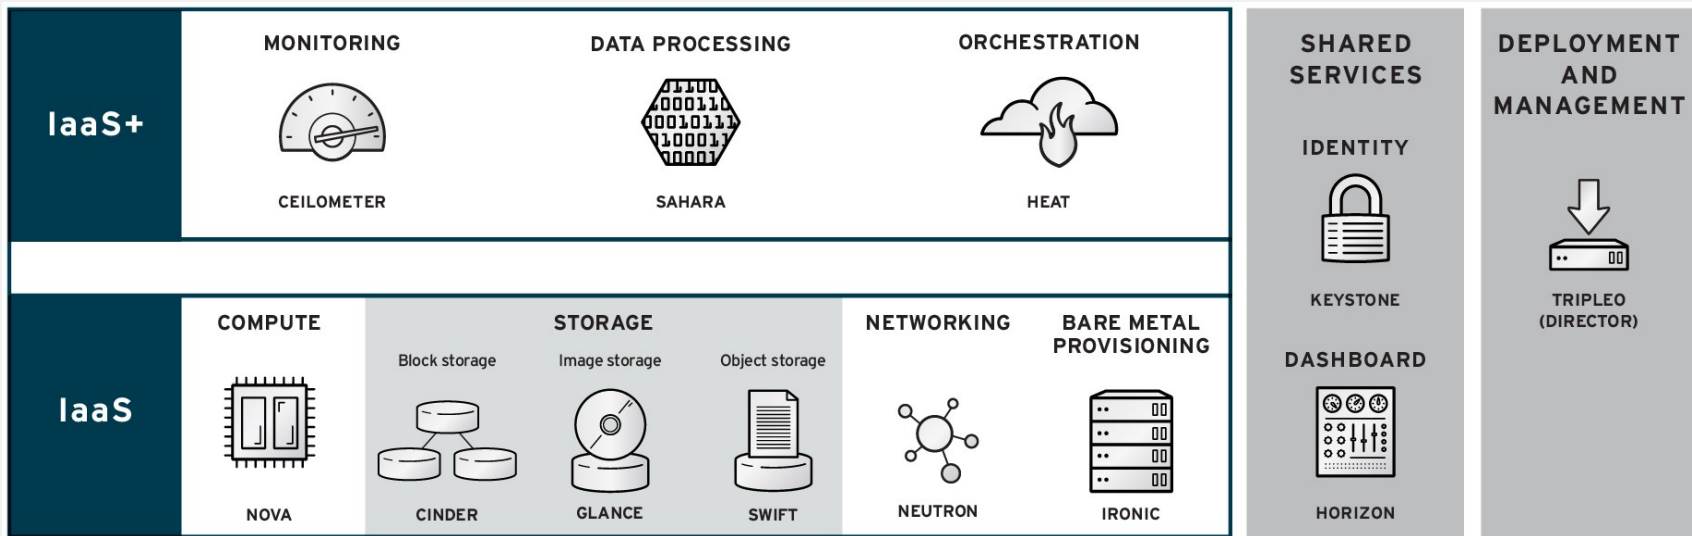 IaaS+
MONITORING
CEILOMETER
DATA PROCESSING
SAHARA
ORCHESTRATION
HEAT
IaaS
COMPUTE
NOVA
STORAGE
Block storage
CINDER
Image storage
GLANCE
Object storage
SWIFT
NETWORKING
NEUTRON
BARE METAL
PROVISIONING
IRONIC
SHARED
SERVICES
IDENTITY
KEYSTONE
DASHBOARD
HORIZON
DEPLOYMENT
AND
MANAGEMENT
TRIPLEO
(DIRECTOR)